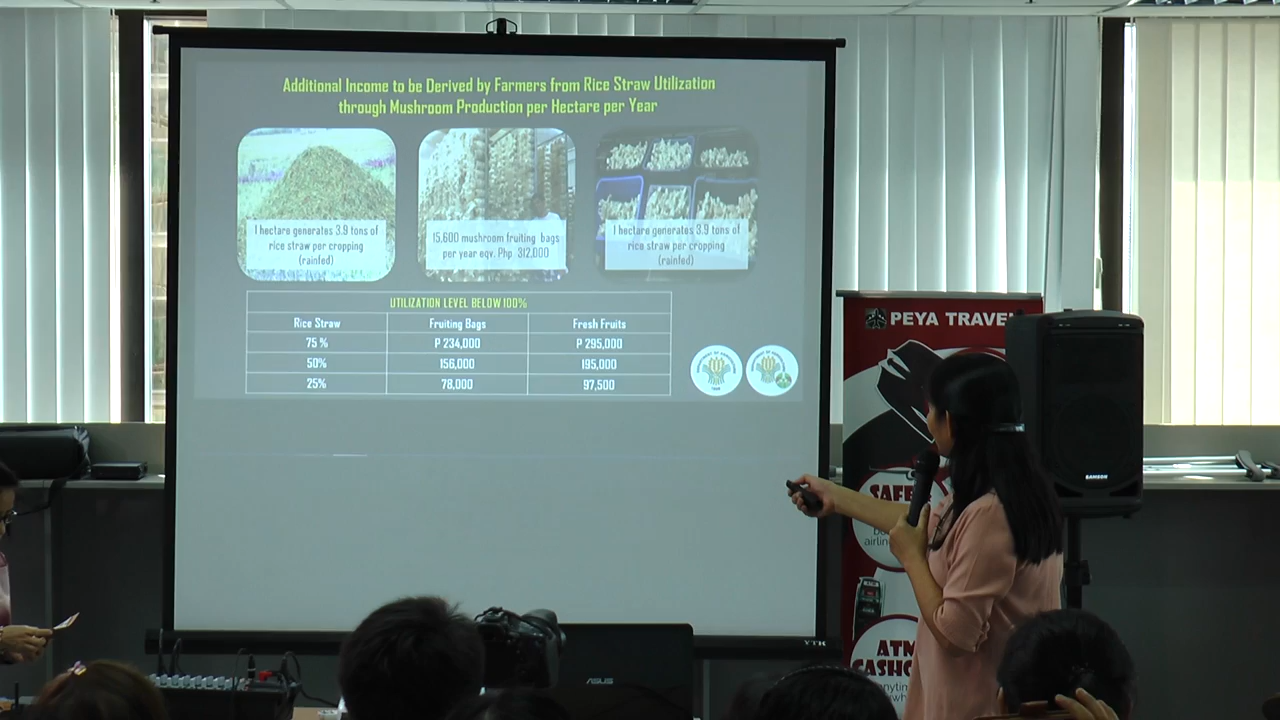 Additional Income to be Derived by Farmers from Rice Straw Utilization
through Mushroom Production per Hectare per Year
1 hectare generates 3.9 tons of
rice straw per cropping
(rainfed)
15,600 mushroom fruiting bags
per year eqv. Php 312,000
1 hectare generates 3.9 tons of
rice straw per cropping
(rainfed)
UTILIZATION LEVEL BELOW 100%
Rice Straw Fruiting Bags Fresh Fruits
75 % P 234,000 P 295,000
50% 156,000 195,000
25% 78,000 97,500
PEYA TRAVEL
SAFE
airlin
ATM
CASHO
anytim
SAMSON
ASUS
VTK